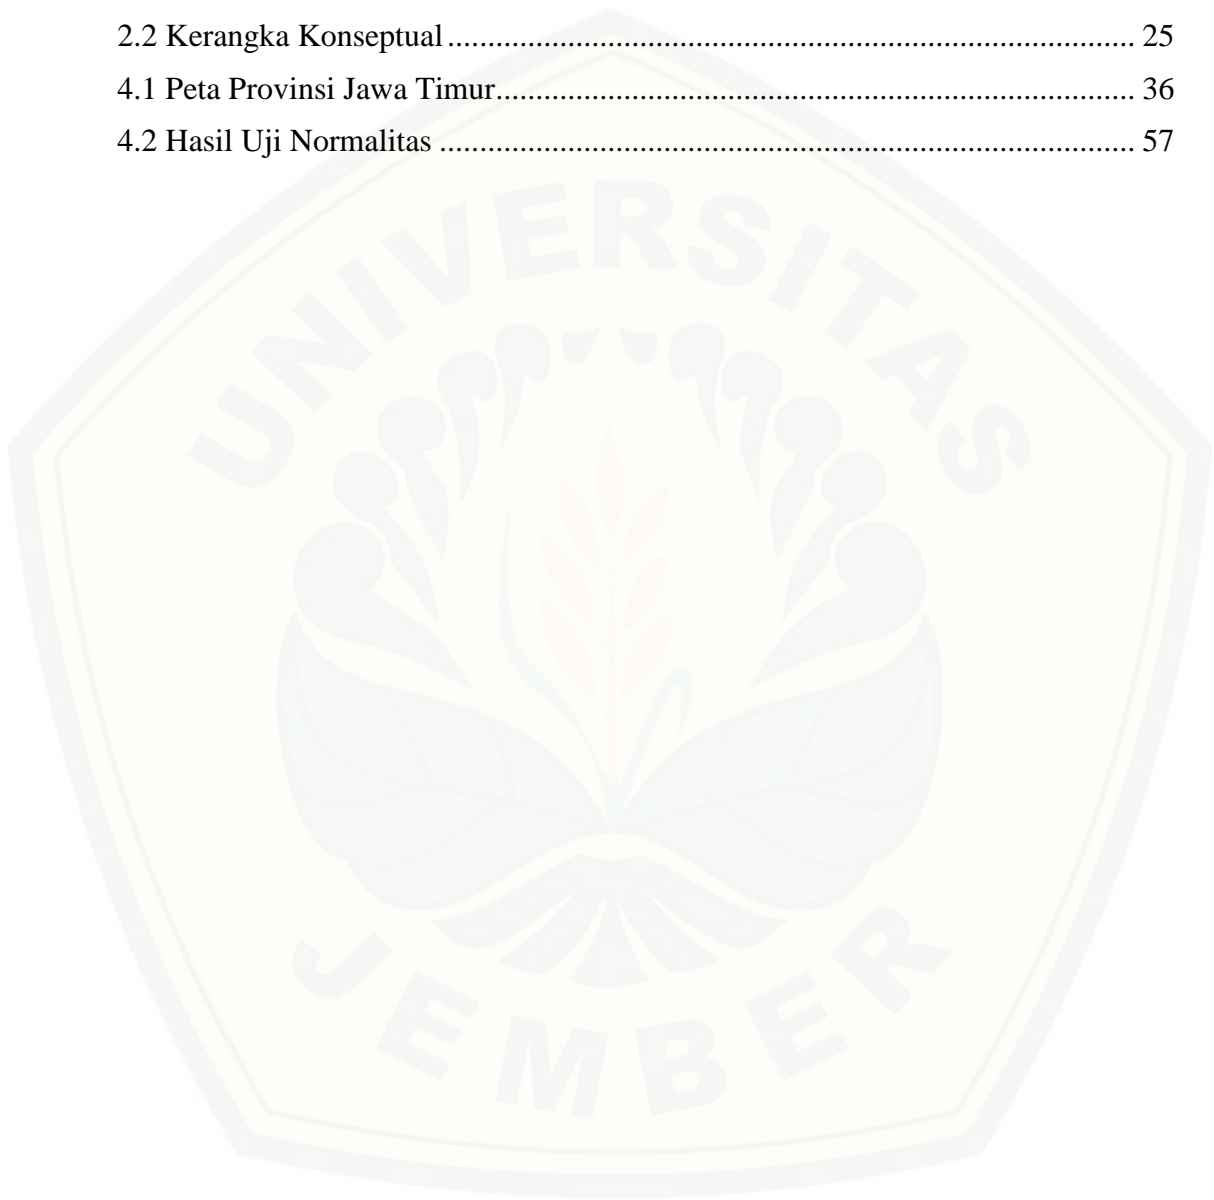 2.2 Kerangka Konseptual....................................................................................... 25
4.1 Peta Provinsi Jawa Timur................................................................................. 36
4.2 Hasil Uji Normalitas ........................................................................................ 57
UNIVERSITAS
JEMBER